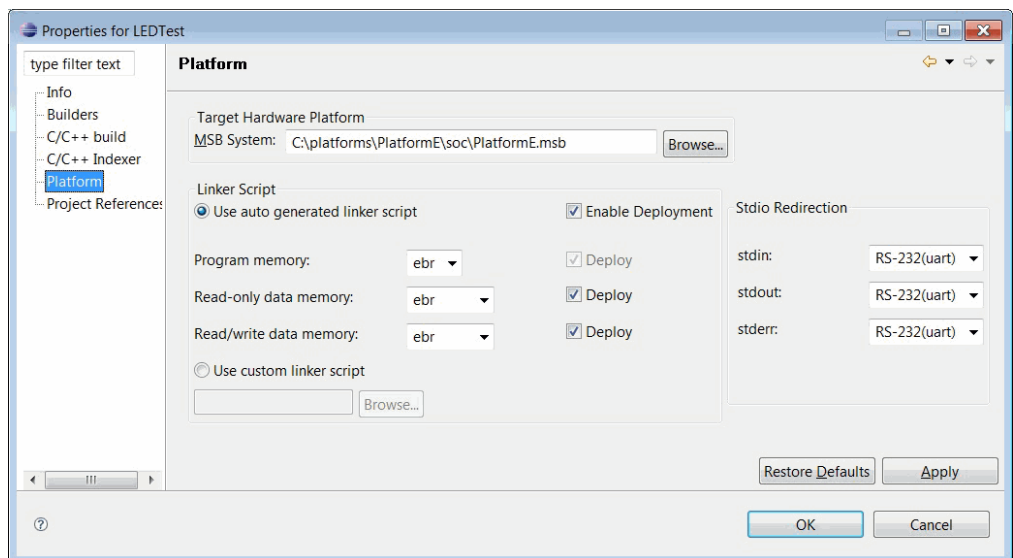 Properties for LEDTest
type filter text
Info
Builders
C/C++ build
C/C++ Indexer
Platform
Project References
Platform
Target Hardware Platform
MSB System: C:\platforms\PlatformE\soc\PlatformE.msb Browse...
Linker Script
Use auto generated linker script Enable Deployment
Program memory: ebr Deploy
Read-only data memory: ebr Deploy
Read/write data memory: ebr Deploy
Use custom linker script
Browse...
Stdio Redirection
stdin: RS-232(uart)
stdout: RS-232(uart)
stderr: RS-232(uart)
Restore Defaults Apply
? OK Cancel